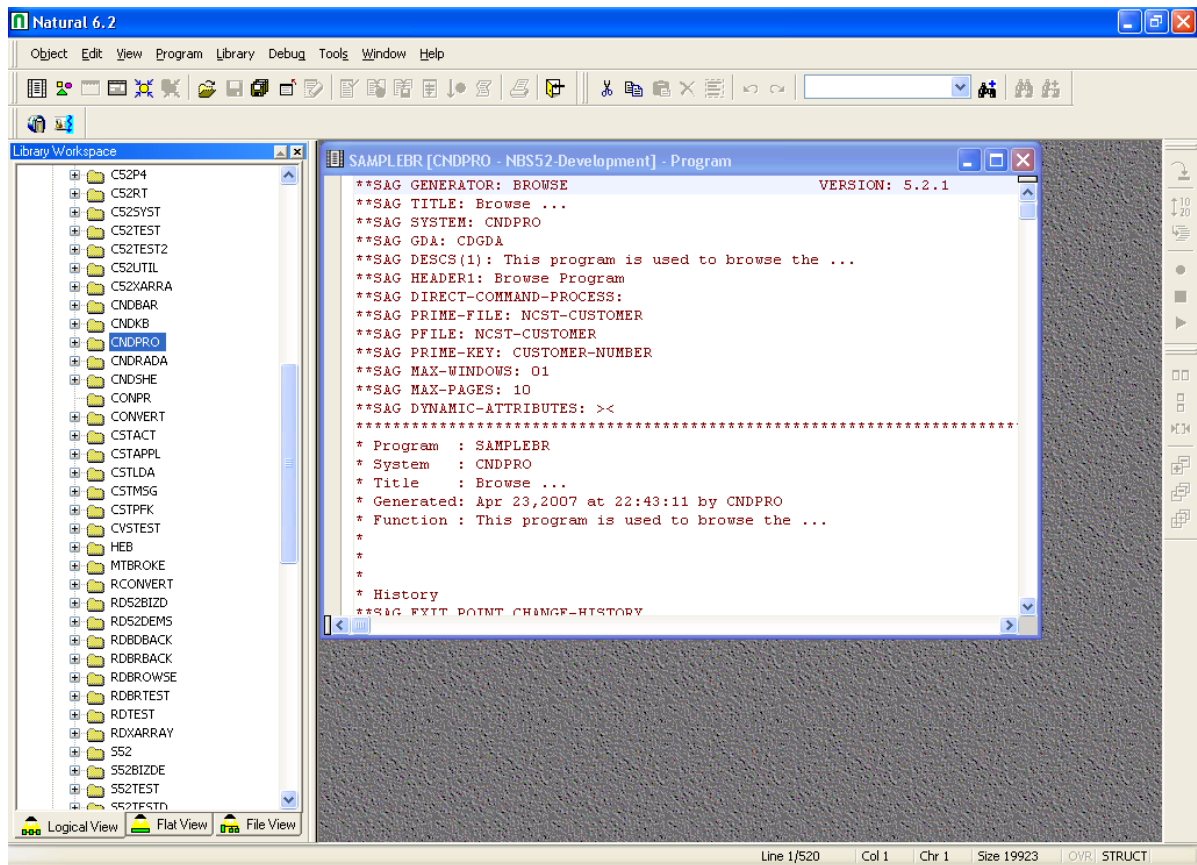 Natural 6.2
Object Edit View Program Library Debug Tools Window Help
Library Workspace
C52P4
C52RT
C52SYST
C52TEST
C52TEST2
C52UTIL
C52XARRA
CNDBAR
CNDKB
CNDPRO
CNDRADA
CNDSHE
CONPR
CONVERT
CSTACT
CSTAPPL
CSTLDA
CSTMSG
CSTPFK
CVSTEST
HEB
MTBROKE
RCONVERT
RD52BIZD
RD52DEMS
RDBDBACK
RDBRBACK
RDBROWSE
RDBRTEST
RDTEST
RDXARRAY
S52
S52BIZDE
S52TEST
S52TESTD
Logical View Flat View File View
SAMPLEBR [CNDPRO - NBS52-Development] - Program
**SAG GENERATOR: BROWSE VERSION: 5.2.1
**SAG TITLE: Browse ...
**SAG SYSTEM: CNDPRO
**SAG GDA: CDGDA
**SAG DESCS(1): This program is used to browse the ...
**SAG HEADER1: Browse Program
**SAG DIRECT-COMMAND-PROCESS:
**SAG PRIME-FILE: NCST-CUSTOMER
**SAG PFILE: NCST-CUSTOMER
**SAG PRIME-KEY: CUSTOMER-NUMBER
**SAG MAX-WINDOWS: 01
**SAG MAX-PAGES: 10
**SAG DYNAMIC-ATTRIBUTES: ><
************************************************************************
* Program : SAMPLEBR
* System : CNDPRO
* Title : Browse ...
* Generated: Apr 23,2007 at 22:43:11 by CNDPRO
* Function : This program is used to browse the ...
*
*
*
* History
**SAG EXIT POINT CHANGE-HISTORY
10
20
Line 1/520 Col 1 Chr 1 Size 19923 OVR STRUCT